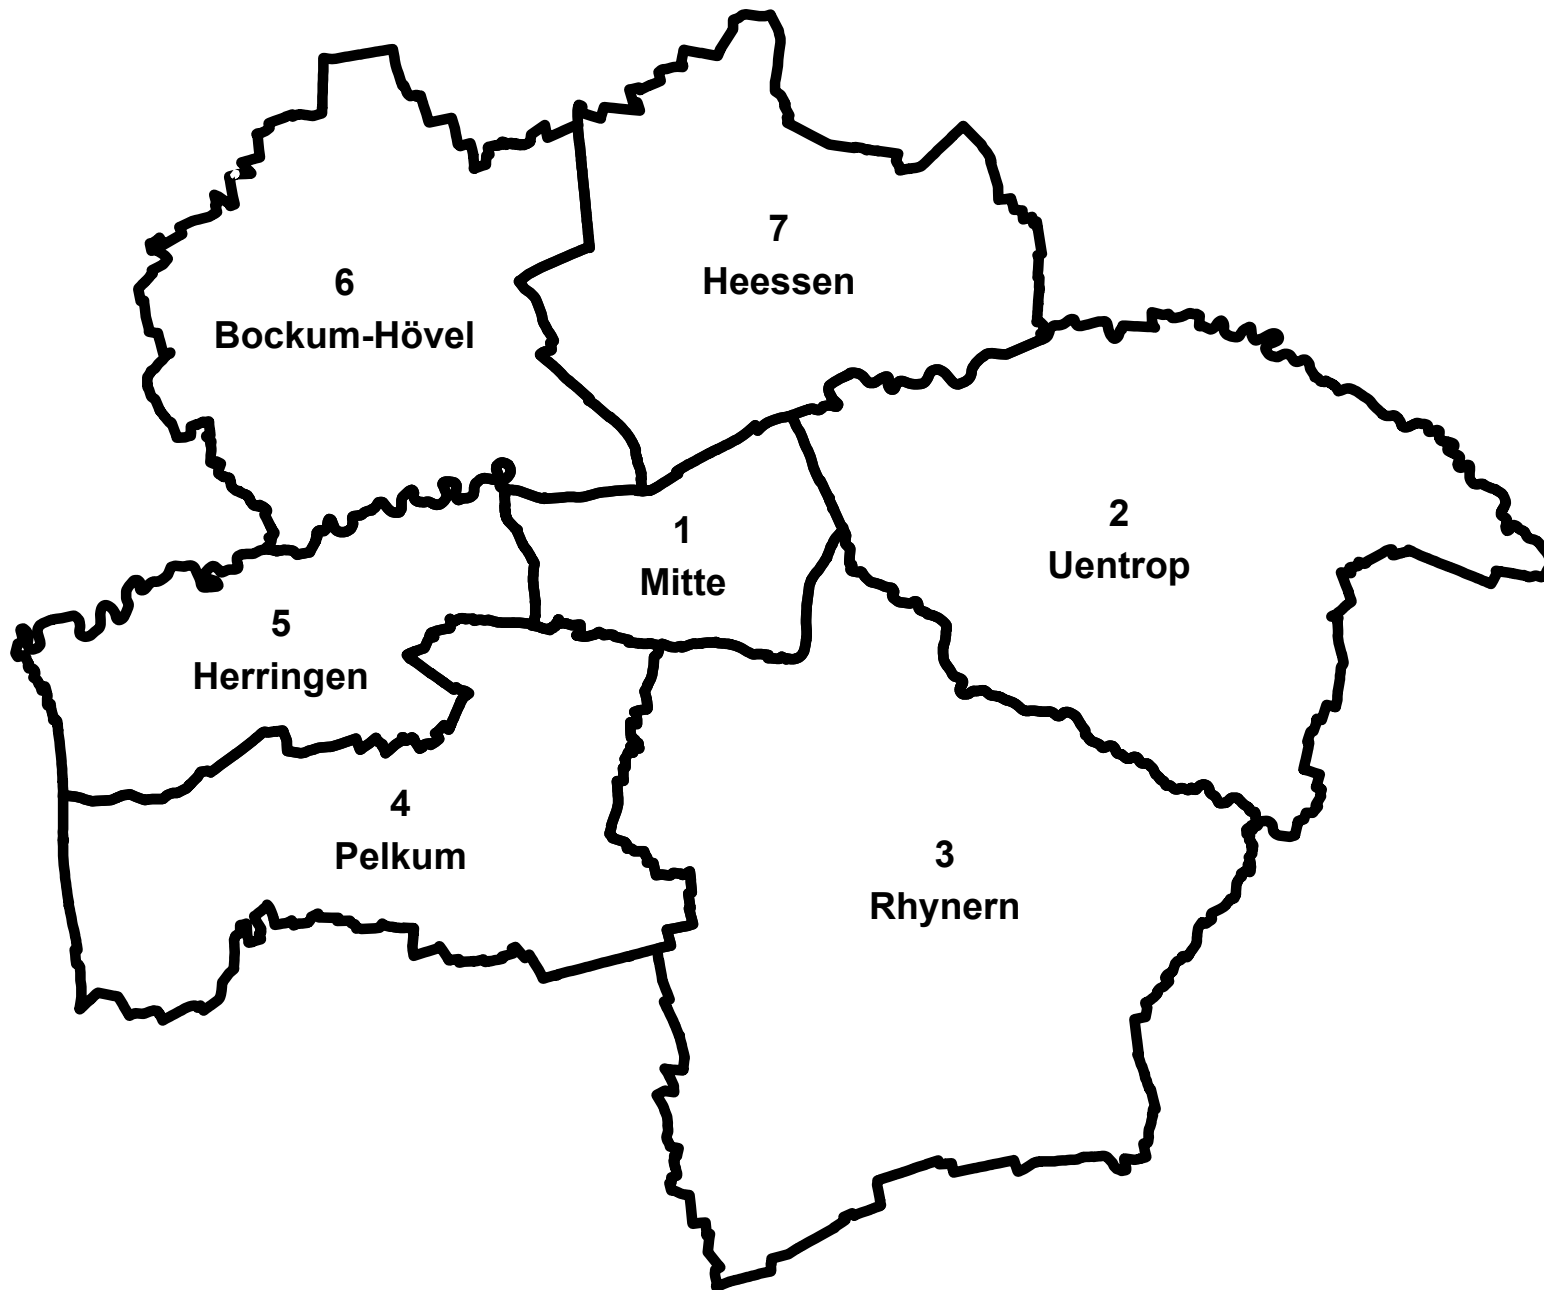 7
Heessen
6
Bockum-Hövel
2
Uentrop
1
Mitte
5
Herringen
4
Pelkum
3
Rhynern